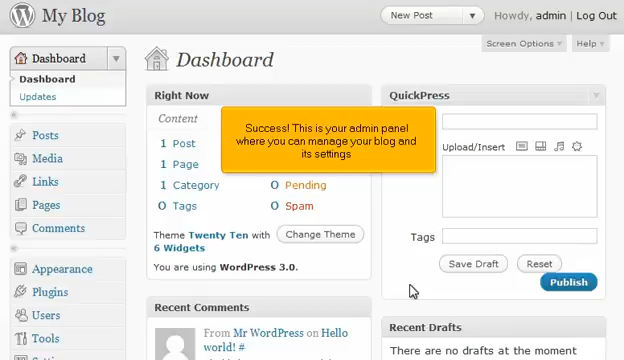 My Blog
New Post
Howdy, admin | Log Out
Screen Options
Help
Dashboard
Dashboard
Updates
Posts
Media
Links
Pages
Comments
Appearance
Plugins
Users
Tools
Dashboard
Right Now
Content
1 Post
1 Page
1 Category
0 Pending
0 Tags
0 Spam
Theme Twenty Ten with
6 Widgets
Change Theme
You are using WordPress 3.0.
Success! This is your admin panel
where you can manage your blog and
its settings
Recent Comments
From Mr WordPress on Hello
world! #
QuickPress
Upload/Insert
Tags
Save Draft
Reset
Publish
Recent Drafts
There are no drafts at the moment